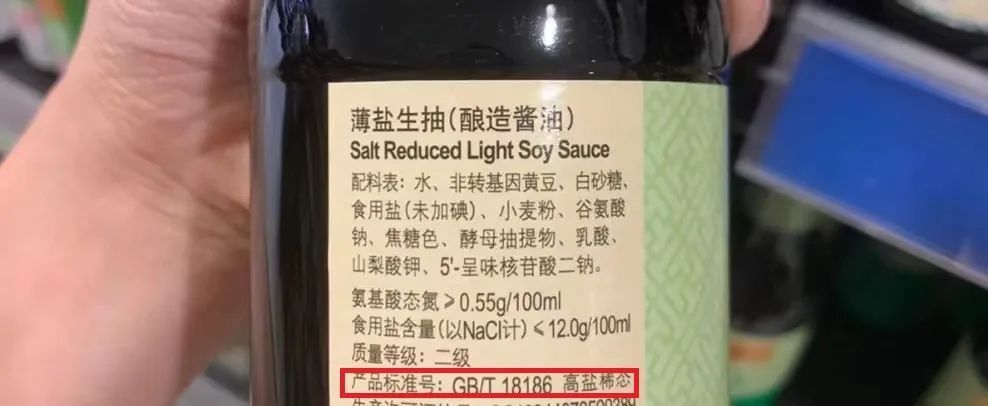 薄盐生抽(酿造酱油)
Salt Reduced Light Soy Sauce
配料表：水、非转基因黄豆、白砂糖、
食用盐(未加碘)、小麦粉、谷氨酸
钠、焦糖色、酵母抽提物、乳酸、
山梨酸钾、5'-呈味核苷酸二钠。
氨基酸态氮≥0.55g/100ml
食用盐含量(以NaCl计)≤12.0g/100ml
质量等级：二级
产品标准号：GB/T 18186 高盐稀态